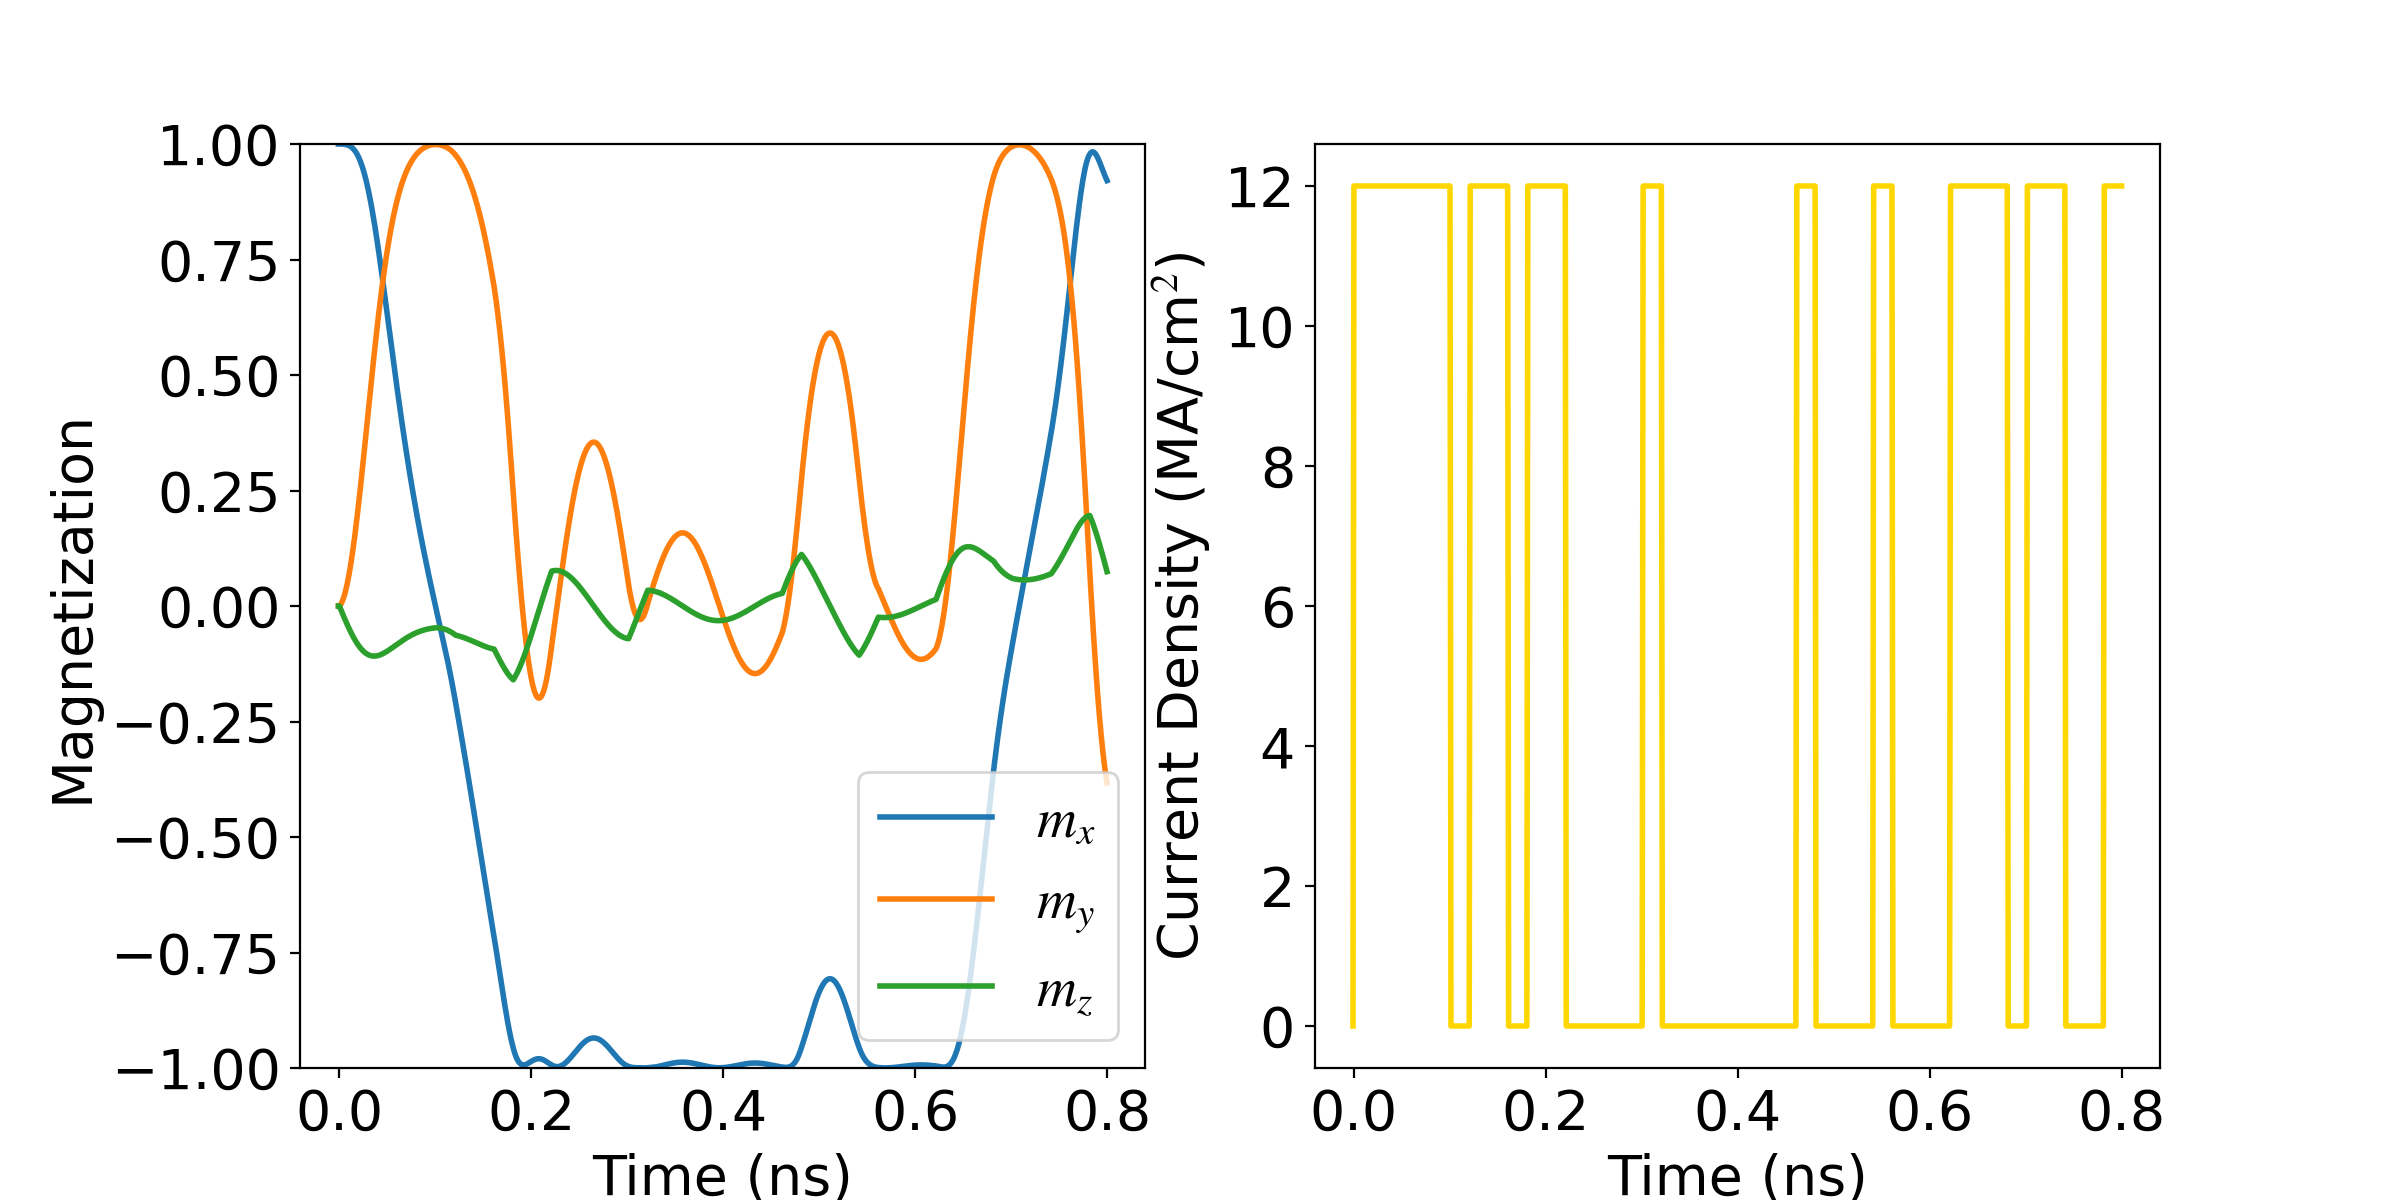 1.00
0.75
0.50
0.25
0.00
−0.25
−0.50
−0.75
−1.00
Magnetization
0.0 0.2 0.4 0.6 0.8
Time (ns)
m_x
m_y
m_z
12
10
8
6
4
2
0
Current Density (MA/cm²)
0.0 0.2 0.4 0.6 0.8
Time (ns)